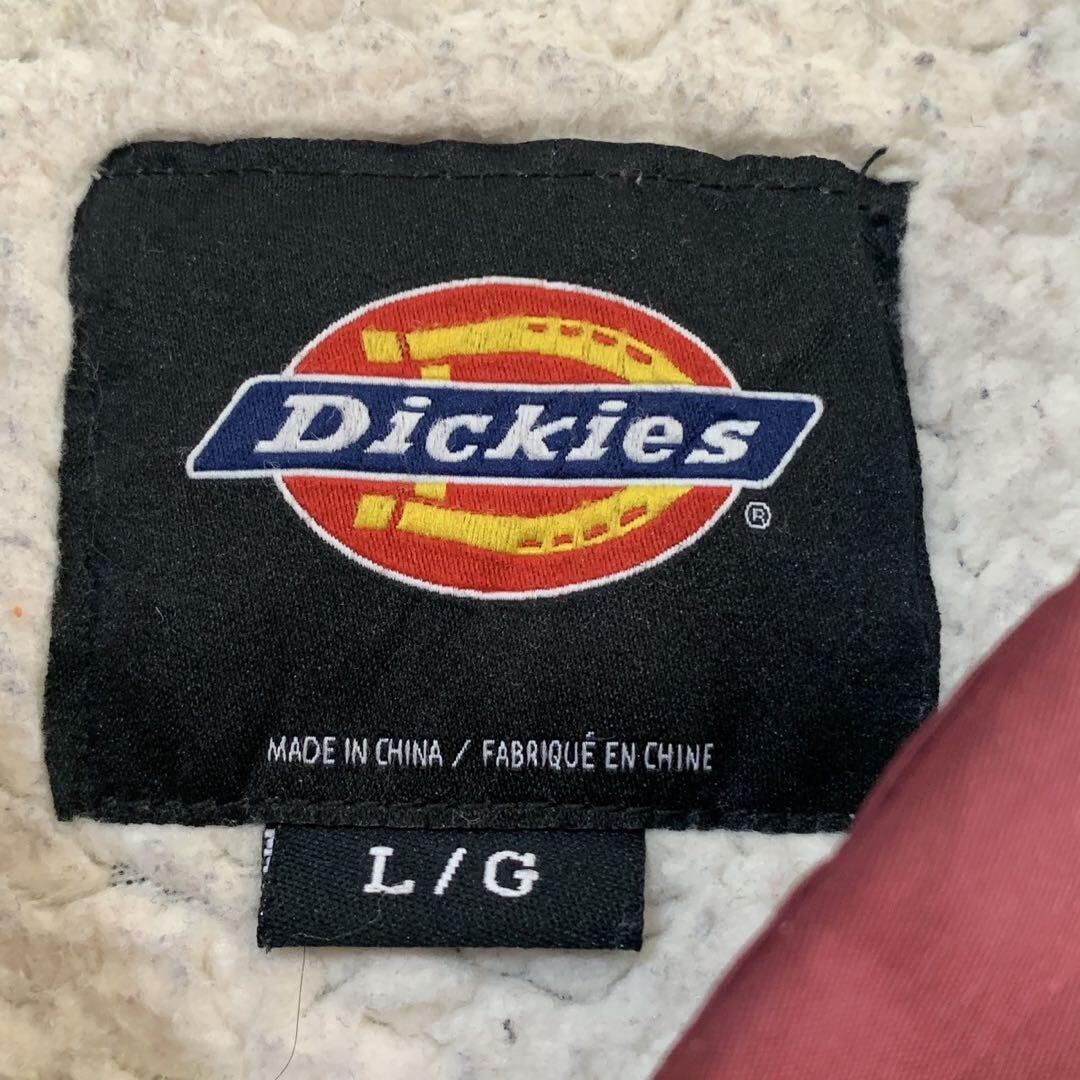 Dickies
®
MADE IN CHINA / FABRIQUÉ EN CHINE
L / G